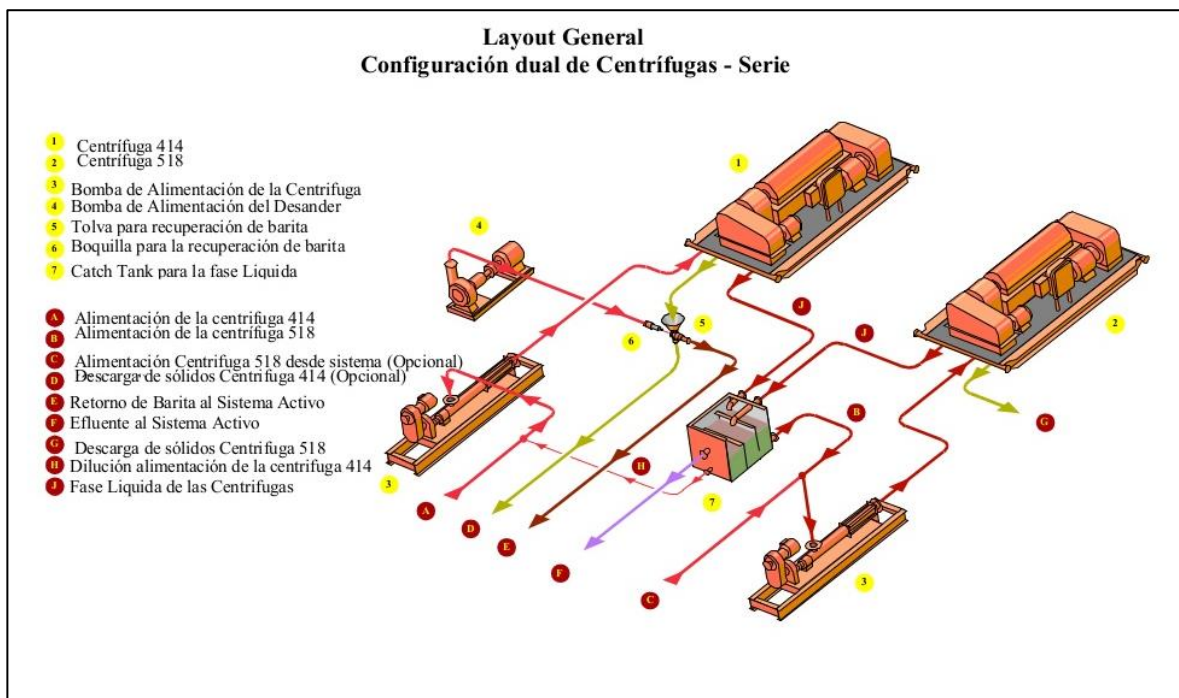 Layout General
Configuración dual de Centrífugas - Serie
1 Centrífuga 414
2 Centrífuga 518
3 Bomba de Alimentación de la Centrifuga
4 Bomba de Alimentación del Desander
5 Tolva para recuperación de barita
6 Boquilla para la recuperación de barita
7 Catch Tank para la fase Liquida
A Alimentación de la centrifuga 414
B Alimentación de la centrífuga 518
C Alimentación Centrifuga 518 desde sistema (Opcional)
D Descarga de sólidos Centrifuga 414 (Opcional)
E Retorno de Barita al Sistema Activo
F Efluente al Sistema Activo
G Descarga de sólidos Centrifuga 518
H Dilución alimentación de la centrifuga 414
J Fase Liquida de las Centrifugas
1
2
4
J
5
6
J
B
G
H
3
7
A
D
E
F
C
3